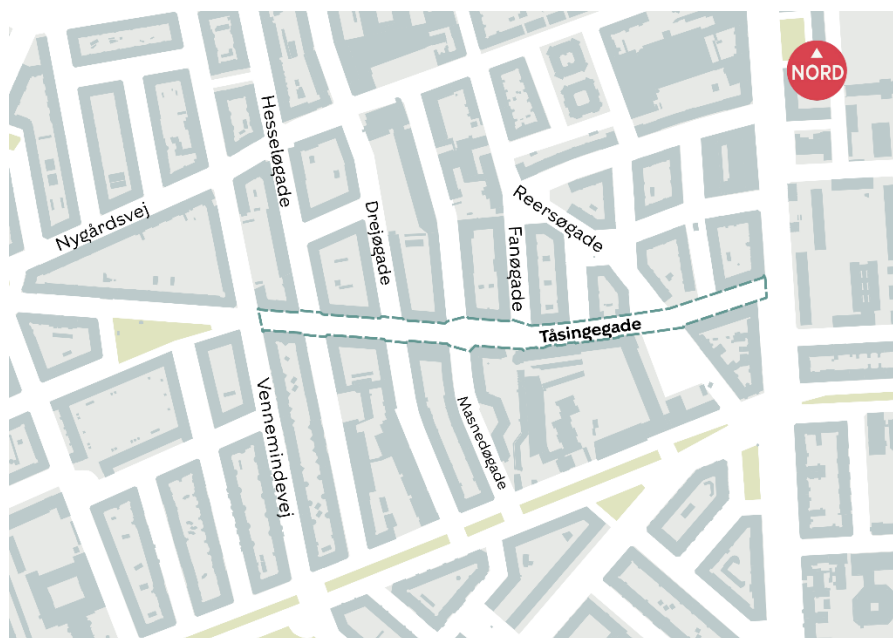 NORD
Hesseløgade
Nygårdsvej
Drejøgade
Reersøgade
Fanøgade
Tåsingegade
Vennemindevej
Masnedøgade